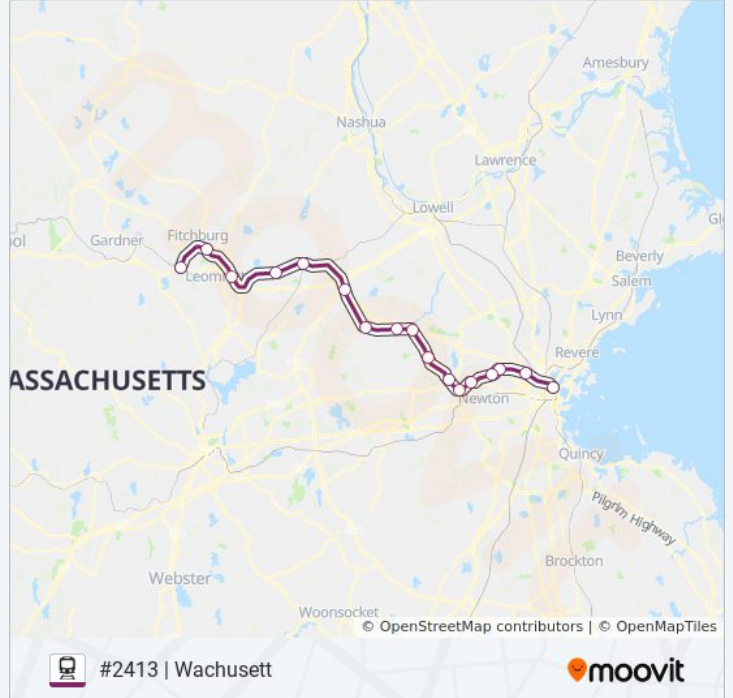 Amesbury
Nashua
Lawrence
Lowell
Gl
Fitchburg
Gardner
iol
Beverly
Leom
Salem
Lynn
Revere
ASSACHUSETTS
Newton
Quincy
Pilgrim Highway
Brockton
Webster
Woonsocket
© OpenStreetMap contributors | © OpenMapTiles
#2413 | Wachusett
moovit